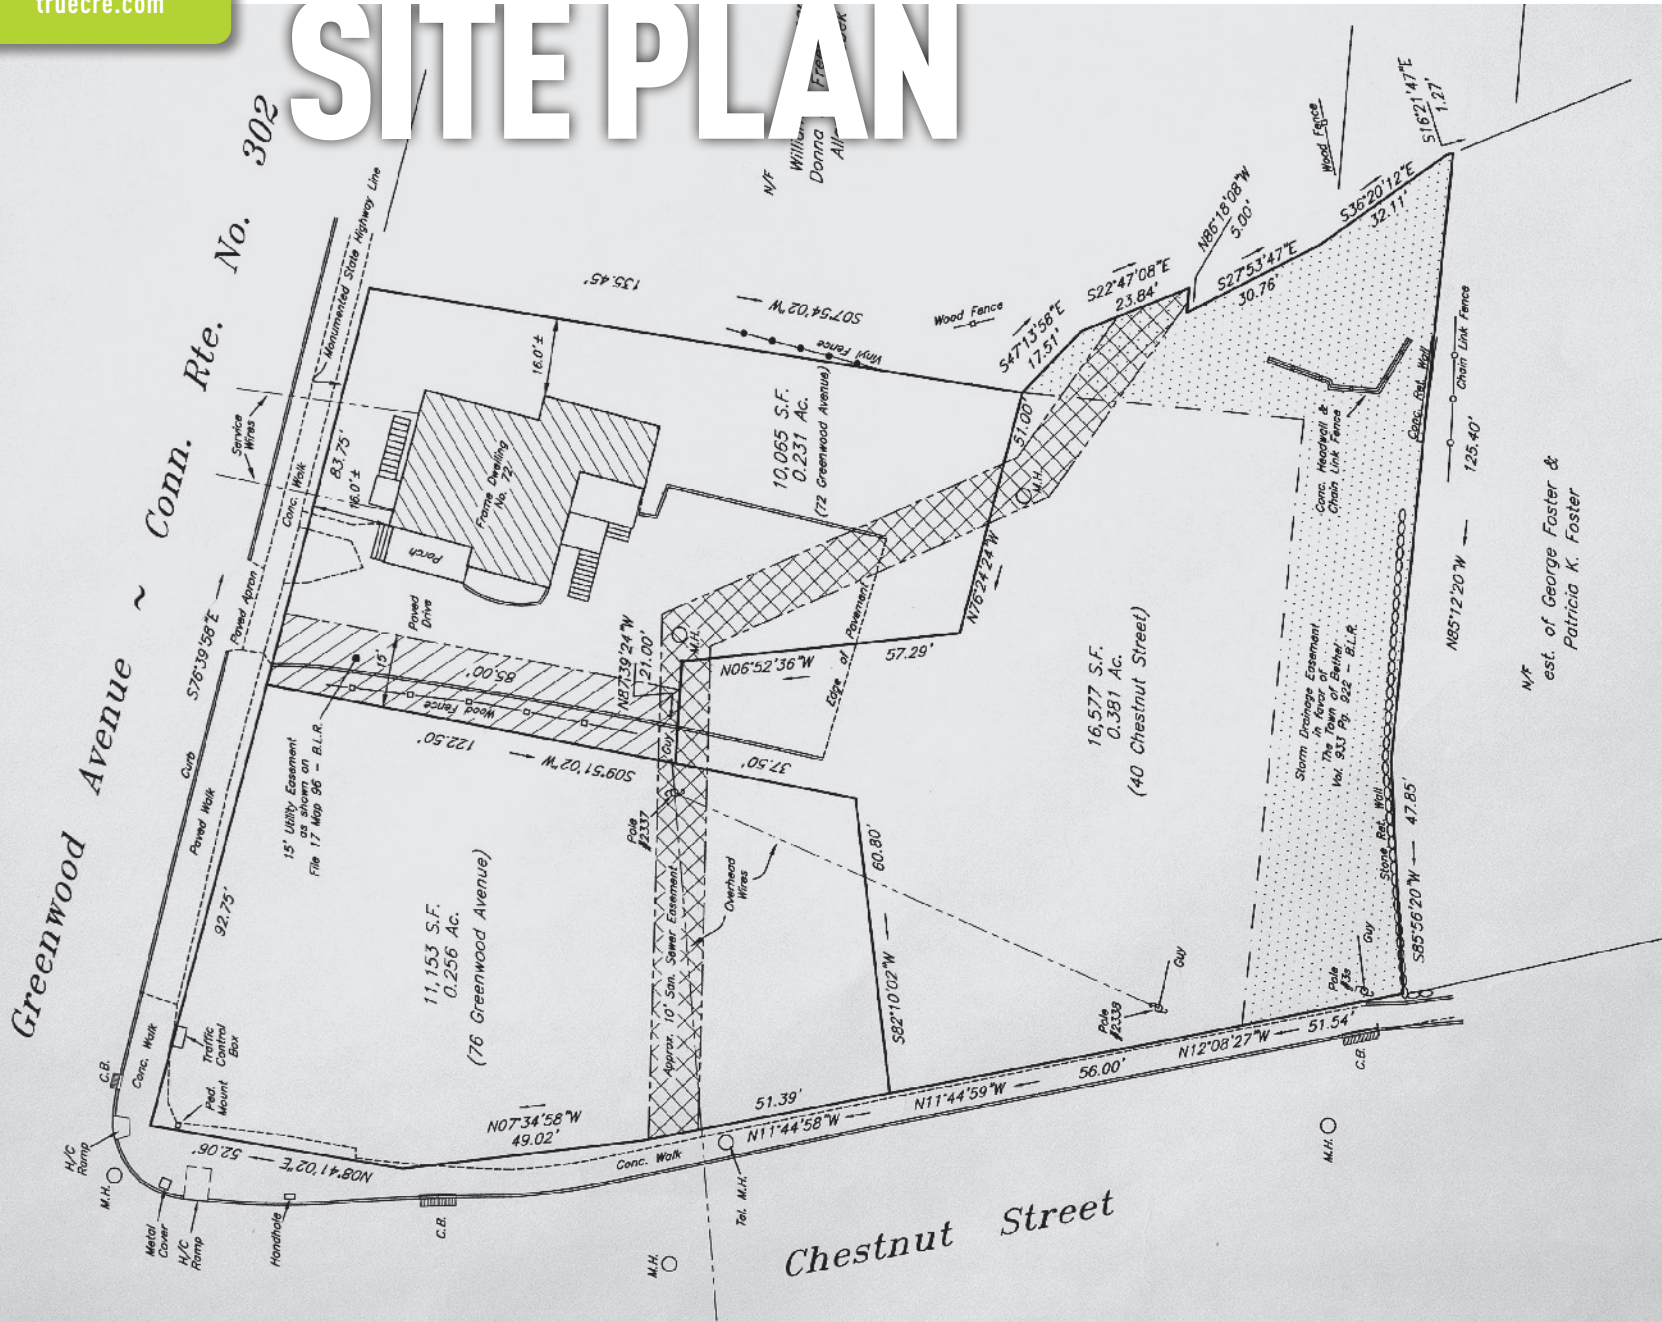 truecre.com
SITE PLAN
Greenwood Avenue ~ Conn. Rte. No. 302
N/F
Donna
Monumented State Highway Line
Service
Wires
Conc. Walk
83.75'
16.0'±
16.0'±
135.45'
S07°54'02"W
Vinyl Fence
Wood Fence
S47°13'58"E
17.51'
S22°47'08"E
23.84'
N86°18'08"W
5.00'
S27°53'47"E
30.76'
Wood Fence
S36°20'12"E
32.11'
S16°21'47"E
1.27'
Frame Dwelling
No. 72
Porch
10,065 S.F.
0.231 Ac.
(72 Greenwood Avenue)
51.00'
M.H.
N76°24'24"W
Conc. Headwall &
Chain Link Fence
Conc. Ret. Wall
Chain Link Fence
125.40'
N85°12'20"W
N/F
est. of George Foster &
Patricia K. Foster
S76°39'58"E
Paved Apron
Paved
Drive
15'
85.00'
Wood Fence
122.50'
S09°51'02"W
N87°39'24"W
21.00'
M.H.
Guy
N06°25'36"W
57.29'
Edge of Pavement
37.50'
16,577 S.F.
0.381 Ac.
(40 Chestnut Street)
Storm Drainage Easement
in favor of
The Town of Bethel
Vol. 933 Pg. 922 - B.L.R.
Curb
Paved Walk
92.75'
15' Utility Easement
as shown on
File 17 Map 96 - B.L.R.
Pole
#2337
Overhead
Wires
60.80'
S82°10'02"W
Approx. 10' San. Sewer Easement
11,153 S.F.
0.256 Ac.
(76 Greenwood Avenue)
Stone Ret. Wall
47.85'
S85°56'20"W
Guy
Pole
Guy
Pole
#2338
Conc. Walk
Traffic
Control
Box
Ped.
Mount
C.B.
H/C
Ramp
M.H.
Metal
Cover
H/C
Ramp
Handhole
C.B.
N08°41'02"E
52.06'
N07°34'58"W
49.02'
Conc. Walk
51.39'
N11°44'58"W
N11°44'59"W
56.00'
N12°08'27"W
51.54'
C.B.
Tel. M.H.
M.H.
M.H.
Chestnut Street